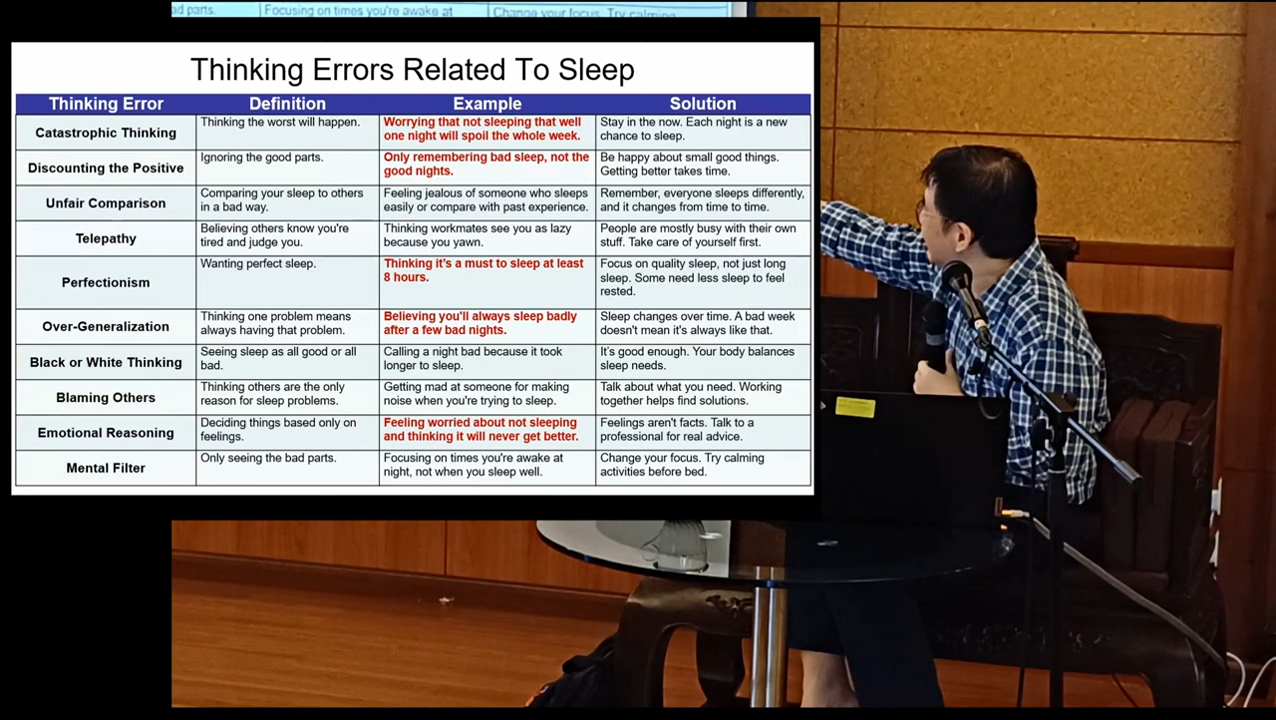 ad parts.
Focusing on times you're awake at
Change your focus. Try calming
Thinking Errors Related To Sleep
Thinking Error Definition Example Solution
Catastrophic Thinking
Thinking the worst will happen.
Worrying that not sleeping that well
one night will spoil the whole week.
Stay in the now. Each night is a new
chance to sleep.
Discounting the Positive
Ignoring the good parts.
Only remembering bad sleep, not the
good nights.
Be happy about small good things.
Getting better takes time.
Unfair Comparison
Comparing your sleep to others
in a bad way.
Feeling jealous of someone who sleeps
easily or compare with past experience.
Remember, everyone sleeps differently,
and it changes from time to time.
Telepathy
Believing others know you're
tired and judge you.
Thinking workmates see you as lazy
because you yawn.
People are mostly busy with their own
stuff. Take care of yourself first.
Perfectionism
Wanting perfect sleep.
Thinking it's a must to sleep at least
8 hours.
Focus on quality sleep, not just long
sleep. Some need less sleep to feel
rested.
Over-Generalization
Thinking one problem means
always having that problem.
Believing you'll always sleep badly
after a few bad nights.
Sleep changes over time. A bad week
doesn't mean it's always like that.
Black or White Thinking
Seeing sleep as all good or all
bad.
Calling a night bad because it took
longer to sleep.
It's good enough. Your body balances
sleep needs.
Blaming Others
Thinking others are the only
reason for sleep problems.
Getting mad at someone for making
noise when you're trying to sleep.
Talk about what you need. Working
together helps find solutions.
Emotional Reasoning
Deciding things based only on
feelings.
Feeling worried about not sleeping
and thinking it will never get better.
Feelings aren't facts. Talk to a
professional for real advice.
Mental Filter
Only seeing the bad parts.
Focusing on times you're awake at
night, not when you sleep well.
Change your focus. Try calming
activities before bed.